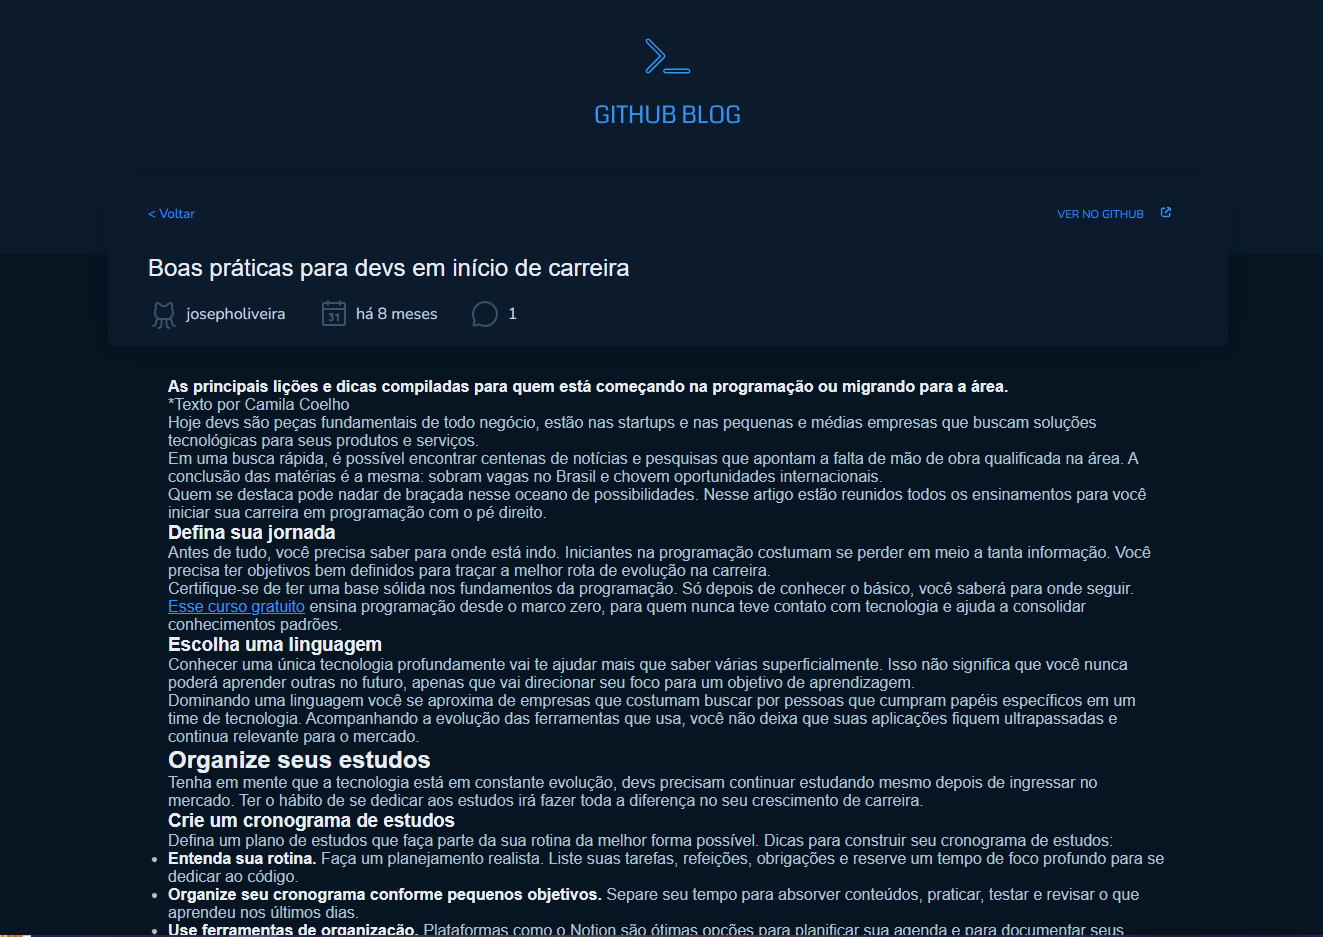 GITHUB BLOG
< Voltar
VER NO GITHUB
Boas práticas para devs em início de carreira
josepholiveira
31
há 8 meses
1
As principais lições e dicas compiladas para quem está começando na programação ou migrando para a área.
*Texto por Camila Coelho
Hoje devs são peças fundamentais de todo negócio, estão nas startups e nas pequenas e médias empresas que buscam soluções
tecnológicas para seus produtos e serviços.
Em uma busca rápida, é possível encontrar centenas de notícias e pesquisas que apontam a falta de mão de obra qualificada na área. A
conclusão das matérias é a mesma: sobram vagas no Brasil e chovem oportunidades internacionais.
Quem se destaca pode nadar de braçada nesse oceano de possibilidades. Nesse artigo estão reunidos todos os ensinamentos para você
iniciar sua carreira em programação com o pé direito.
Defina sua jornada
Antes de tudo, você precisa saber para onde está indo. Iniciantes na programação costumam se perder em meio a tanta informação. Você
precisa ter objetivos bem definidos para traçar a melhor rota de evolução na carreira.
Certifique-se de ter uma base sólida nos fundamentos da programação. Só depois de conhecer o básico, você saberá para onde seguir.
Esse curso gratuito ensina programação desde o marco zero, para quem nunca teve contato com tecnologia e ajuda a consolidar
conhecimentos padrões.
Escolha uma linguagem
Conhecer uma única tecnologia profundamente vai te ajudar mais que saber várias superficialmente. Isso não significa que você nunca
poderá aprender outras no futuro, apenas que vai direcionar seu foco para um objetivo de aprendizagem.
Dominando uma linguagem você se aproxima de empresas que costumam buscar por pessoas que cumpram papéis específicos em um
time de tecnologia. Acompanhando a evolução das ferramentas que usa, você não deixa que suas aplicações fiquem ultrapassadas e
continua relevante para o mercado.
Organize seus estudos
Tenha em mente que a tecnologia está em constante evolução, devs precisam continuar estudando mesmo depois de ingressar no
mercado. Ter o hábito de se dedicar aos estudos irá fazer toda a diferença no seu crescimento de carreira.
Crie um cronograma de estudos
Defina um plano de estudos que faça parte da sua rotina da melhor forma possível. Dicas para construir seu cronograma de estudos:
• Entenda sua rotina. Faça um planejamento realista. Liste suas tarefas, refeições, obrigações e reserve um tempo de foco profundo para se
dedicar ao código.
• Organize seu cronograma conforme pequenos objetivos. Separe seu tempo para absorver conteúdos, praticar, testar e revisar o que
aprendeu nos últimos dias.
• Use ferramentas de organização. Plataformas como o Notion são ótimas opções para planificar sua agenda e para documentar seus